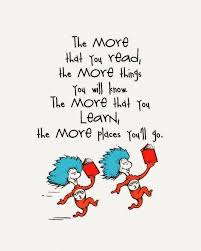 The MORE
that you READ,
the MORE things
you will know.
The MORE that you
LEARN,
the MORE places you'll go.